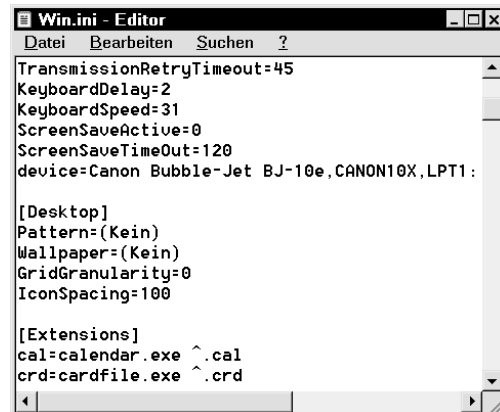 Win.ini - Editor
Datei Bearbeiten Suchen ?
TransmissionRetryTimeout=45
KeyboardDelay=2
KeyboardSpeed=31
ScreenSaveActive=0
ScreenSaveTimeOut=120
device=Canon Bubble-Jet BJ-10e,CANON10X,LPT1:
[Desktop]
Pattern=(Kein)
Wallpaper=(Kein)
GridGranularity=0
IconSpacing=100
[Extensions]
cal=calendar.exe ^.cal
crd=cardfile.exe ^.crd